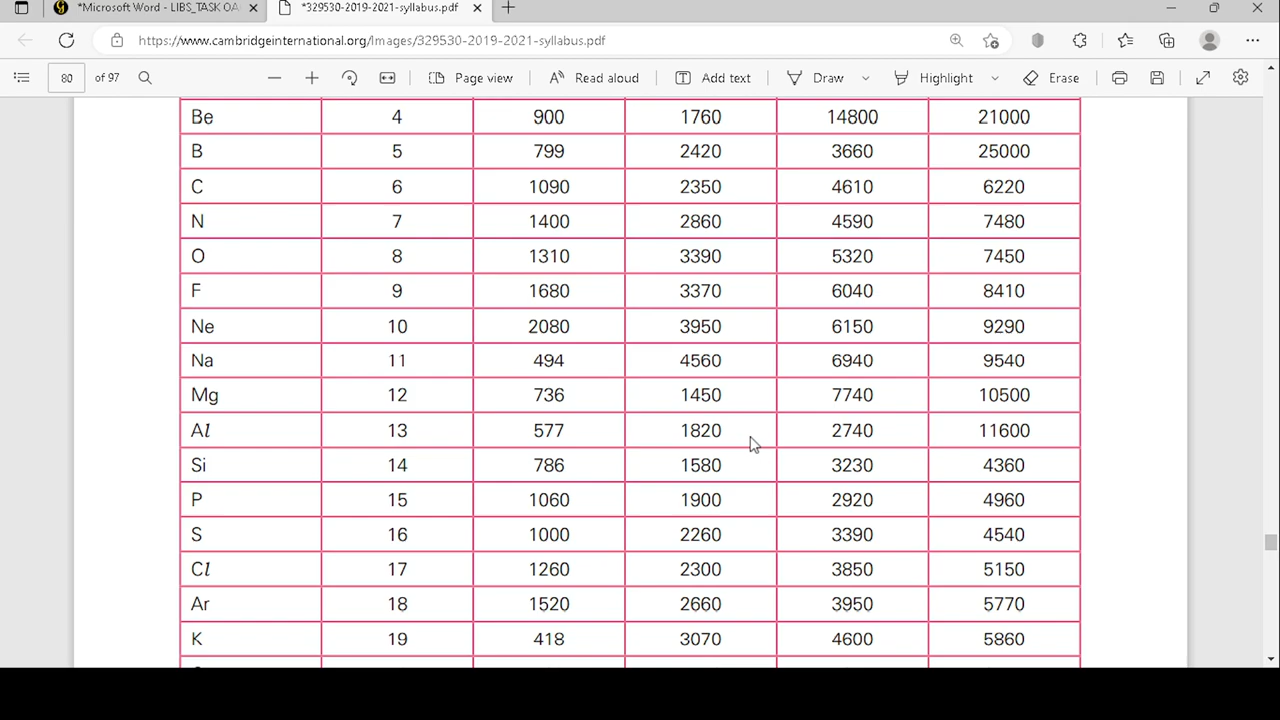 *Microsoft Word - LIBS_TASK OA
*329530-2019-2021-syllabus.pdf
https://www.cambridgeinternational.org/Images/329530-2019-2021-syllabus.pdf
80 of 97 Page view Read aloud Add text Draw Highlight Erase
Be 4 900 1760 14800 21000
B 5 799 2420 3660 25000
C 6 1090 2350 4610 6220
N 7 1400 2860 4590 7480
O 8 1310 3390 5320 7450
F 9 1680 3370 6040 8410
Ne 10 2080 3950 6150 9290
Na 11 494 4560 6940 9540
Mg 12 736 1450 7740 10500
Al 13 577 1820 2740 11600
Si 14 786 1580 3230 4360
P 15 1060 1900 2920 4960
S 16 1000 2260 3390 4540
Cl 17 1260 2300 3850 5150
Ar 18 1520 2660 3950 5770
K 19 418 3070 4600 5860